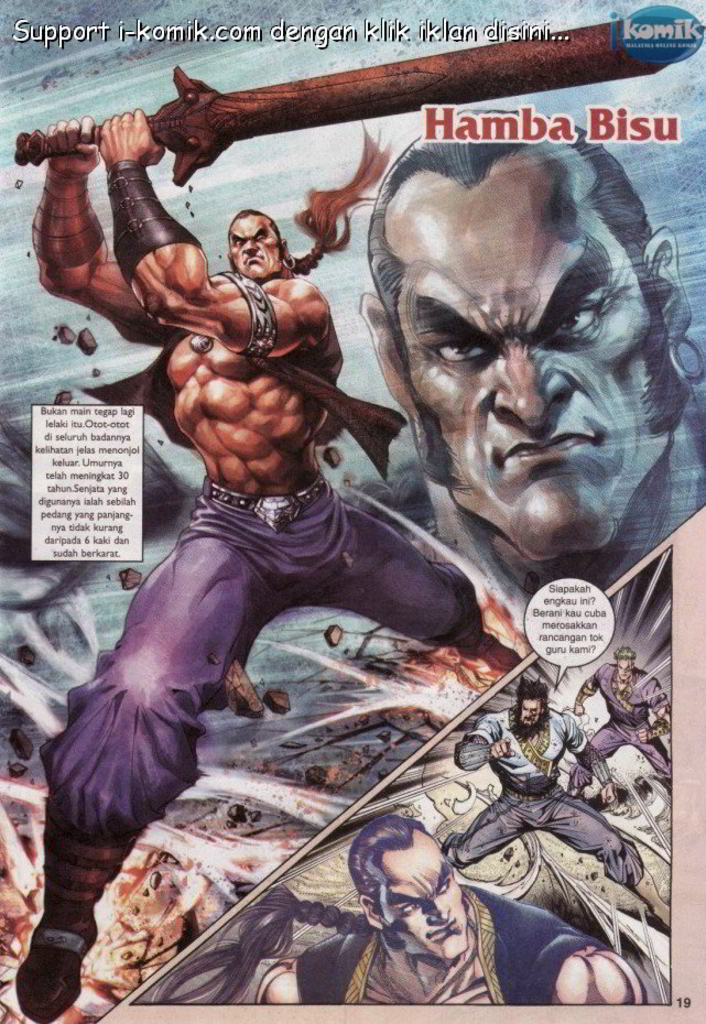 Support i-komik.com dengan klik iklan disini...
ikomik
MALAYSIA ONLINE KOMIK
Hamba Bisu
Bukan main tegap lagi
lelaki itu.Otot-otot
di seluruh badannya
kelihatan jelas menonjol
keluar. Umurnya
telah meningkat 30
tahun.Senjata yang
digunanya ialah sebilah
pedang yang panjang-
nya tidak kurang
daripada 6 kaki dan
sudah berkarat.
Siapakah
engkau ini?
Berani kau cuba
merosakkan
rancangan tok
guru kami?
19